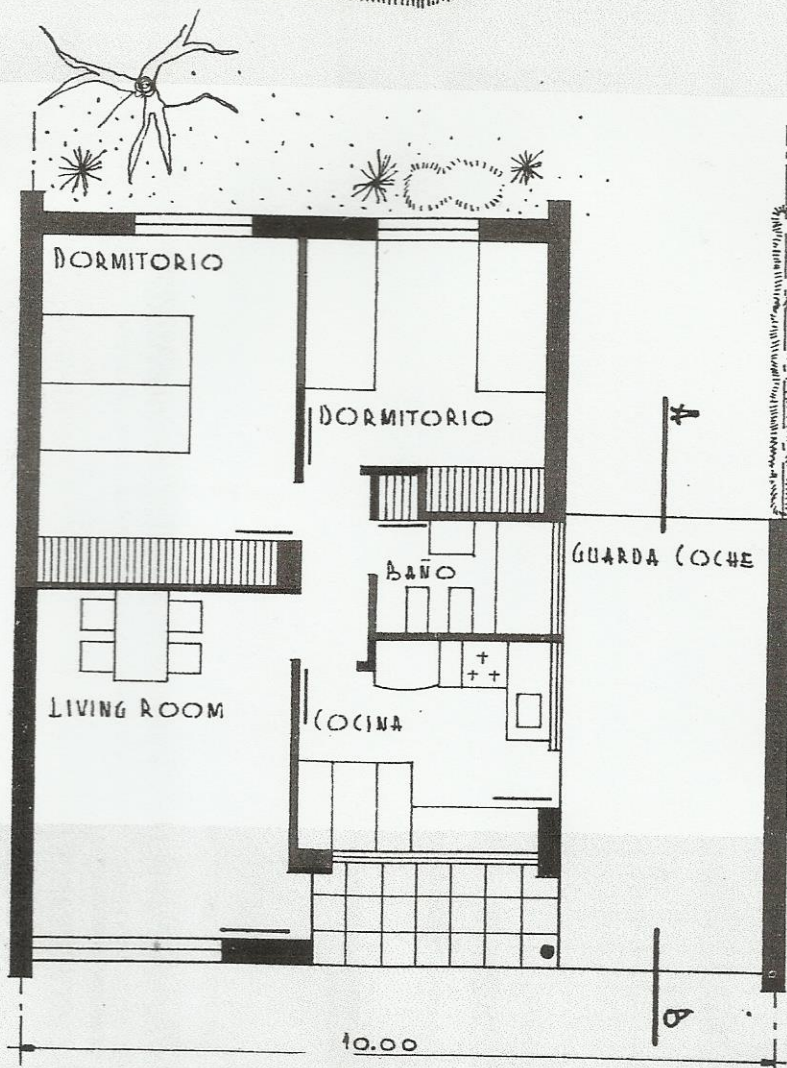 DORMITORIO
DORMITORIO
BAÑO
GUARDA COCHE
LIVING ROOM
COCINA
10.00